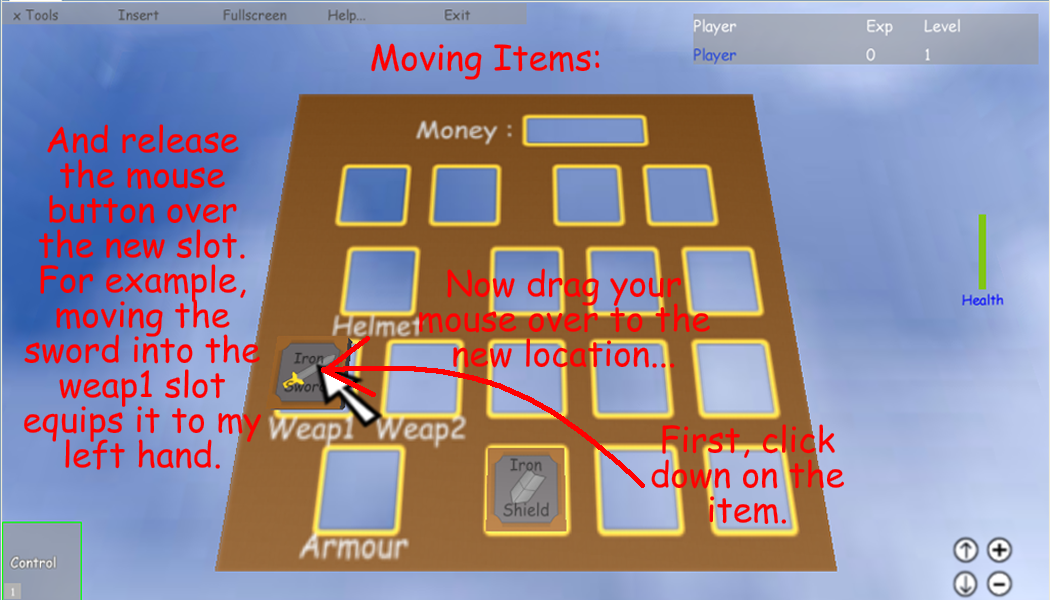 x Tools Insert Fullscreen Help... Exit
Player Exp Level
Player 0 1
Moving Items:
Money :
And release
the mouse
button over
the new slot.
For example,
moving the
sword into the
weap1 slot
equips it to my
left hand.
Now drag your
mouse over to the
new location...
First, click
down on the
item.
Helmet
Iron
Sword
Weap1 Weap2
Iron
Shield
Armour
Health
Control
1